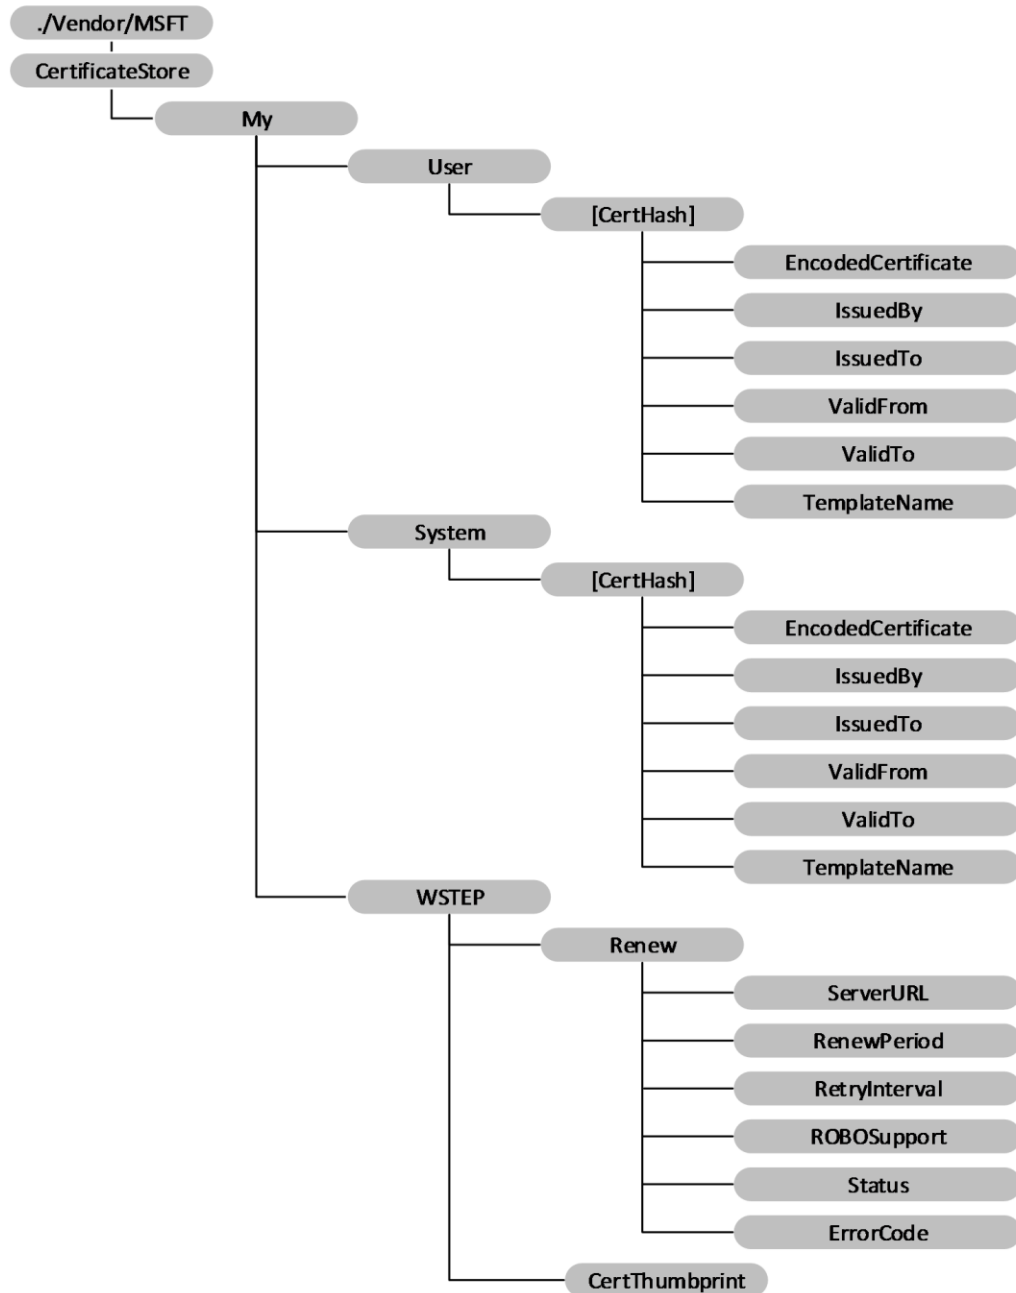 ./Vendor/MSFT
CertificateStore
My
User
[CertHash]
EncodedCertificate
IssuedBy
IssuedTo
ValidFrom
ValidTo
TemplateName
System
[CertHash]
EncodedCertificate
IssuedBy
IssuedTo
ValidFrom
ValidTo
TemplateName
WSTEP
Renew
ServerURL
RenewPeriod
RetryInterval
ROBOSupport
Status
ErrorCode
CertThumbprint